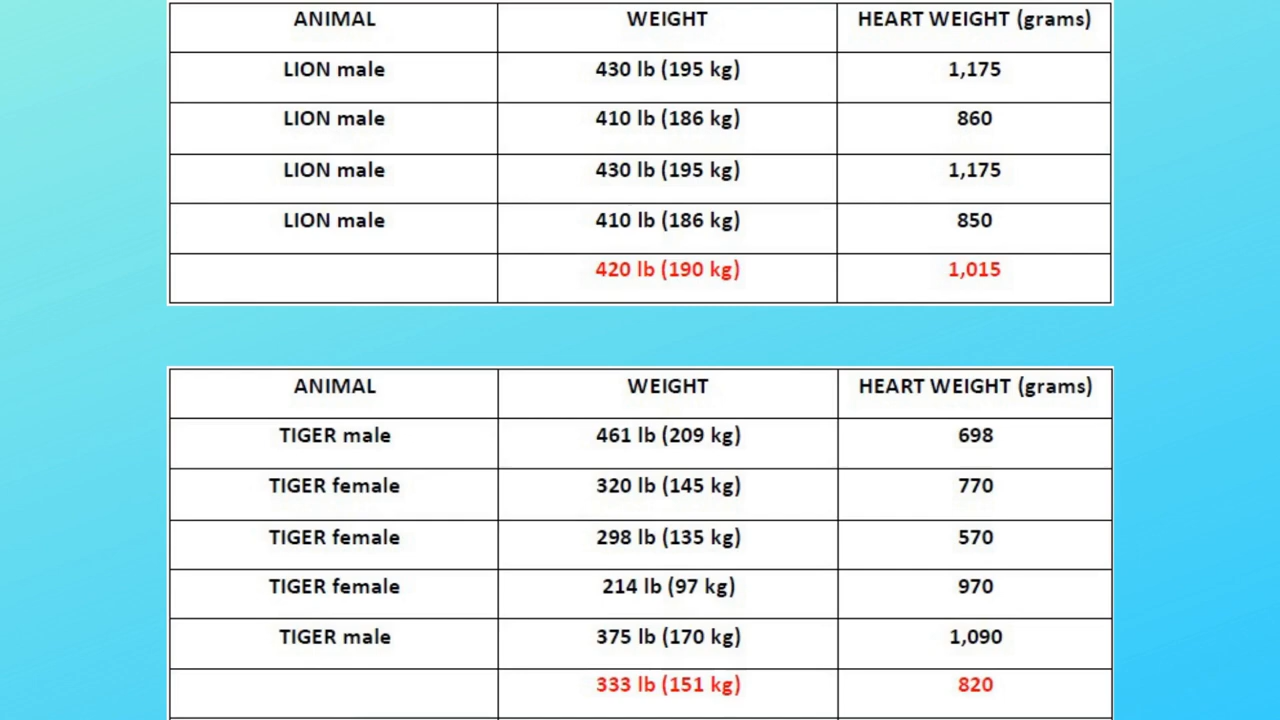 ANIMAL WEIGHT HEART WEIGHT (grams)
LION male 430 lb (195 kg) 1,175
LION male 410 lb (186 kg) 860
LION male 430 lb (195 kg) 1,175
LION male 410 lb (186 kg) 850
420 lb (190 kg) 1,015
ANIMAL WEIGHT HEART WEIGHT (grams)
TIGER male 461 lb (209 kg) 698
TIGER female 320 lb (145 kg) 770
TIGER female 298 lb (135 kg) 570
TIGER female 214 lb (97 kg) 970
TIGER male 375 lb (170 kg) 1,090
333 lb (151 kg) 820